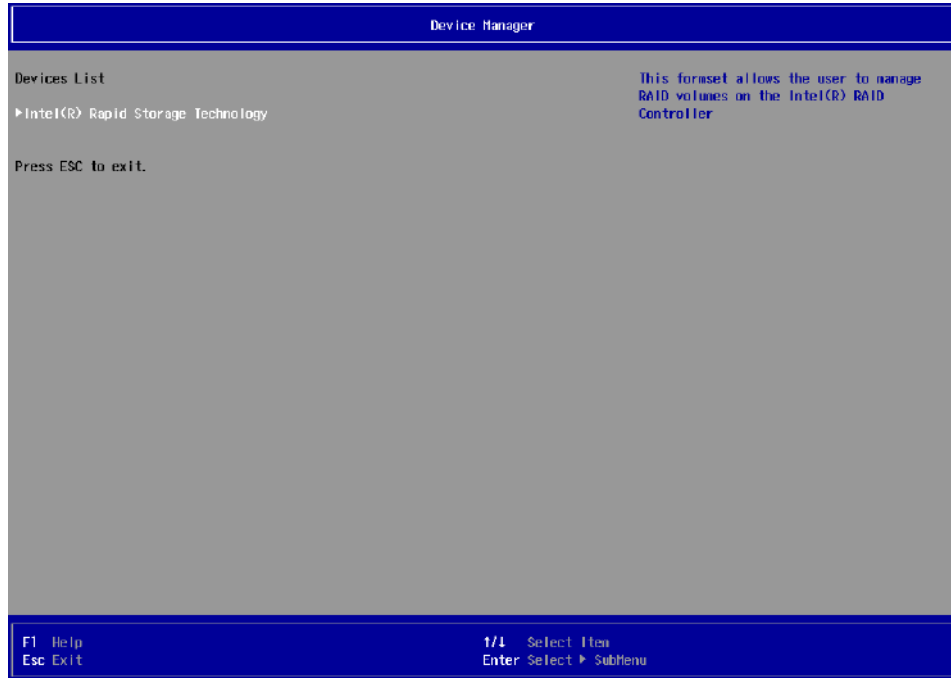 Device Manager
Devices List
▶Intel(R) Rapid Storage Technology
Press ESC to exit.
This formset allows the user to manage
RAID volumes on the Intel(R) RAID
Controller
F1 Help
Esc Exit
↑/↓ Select Item
Enter Select ▶ SubMenu